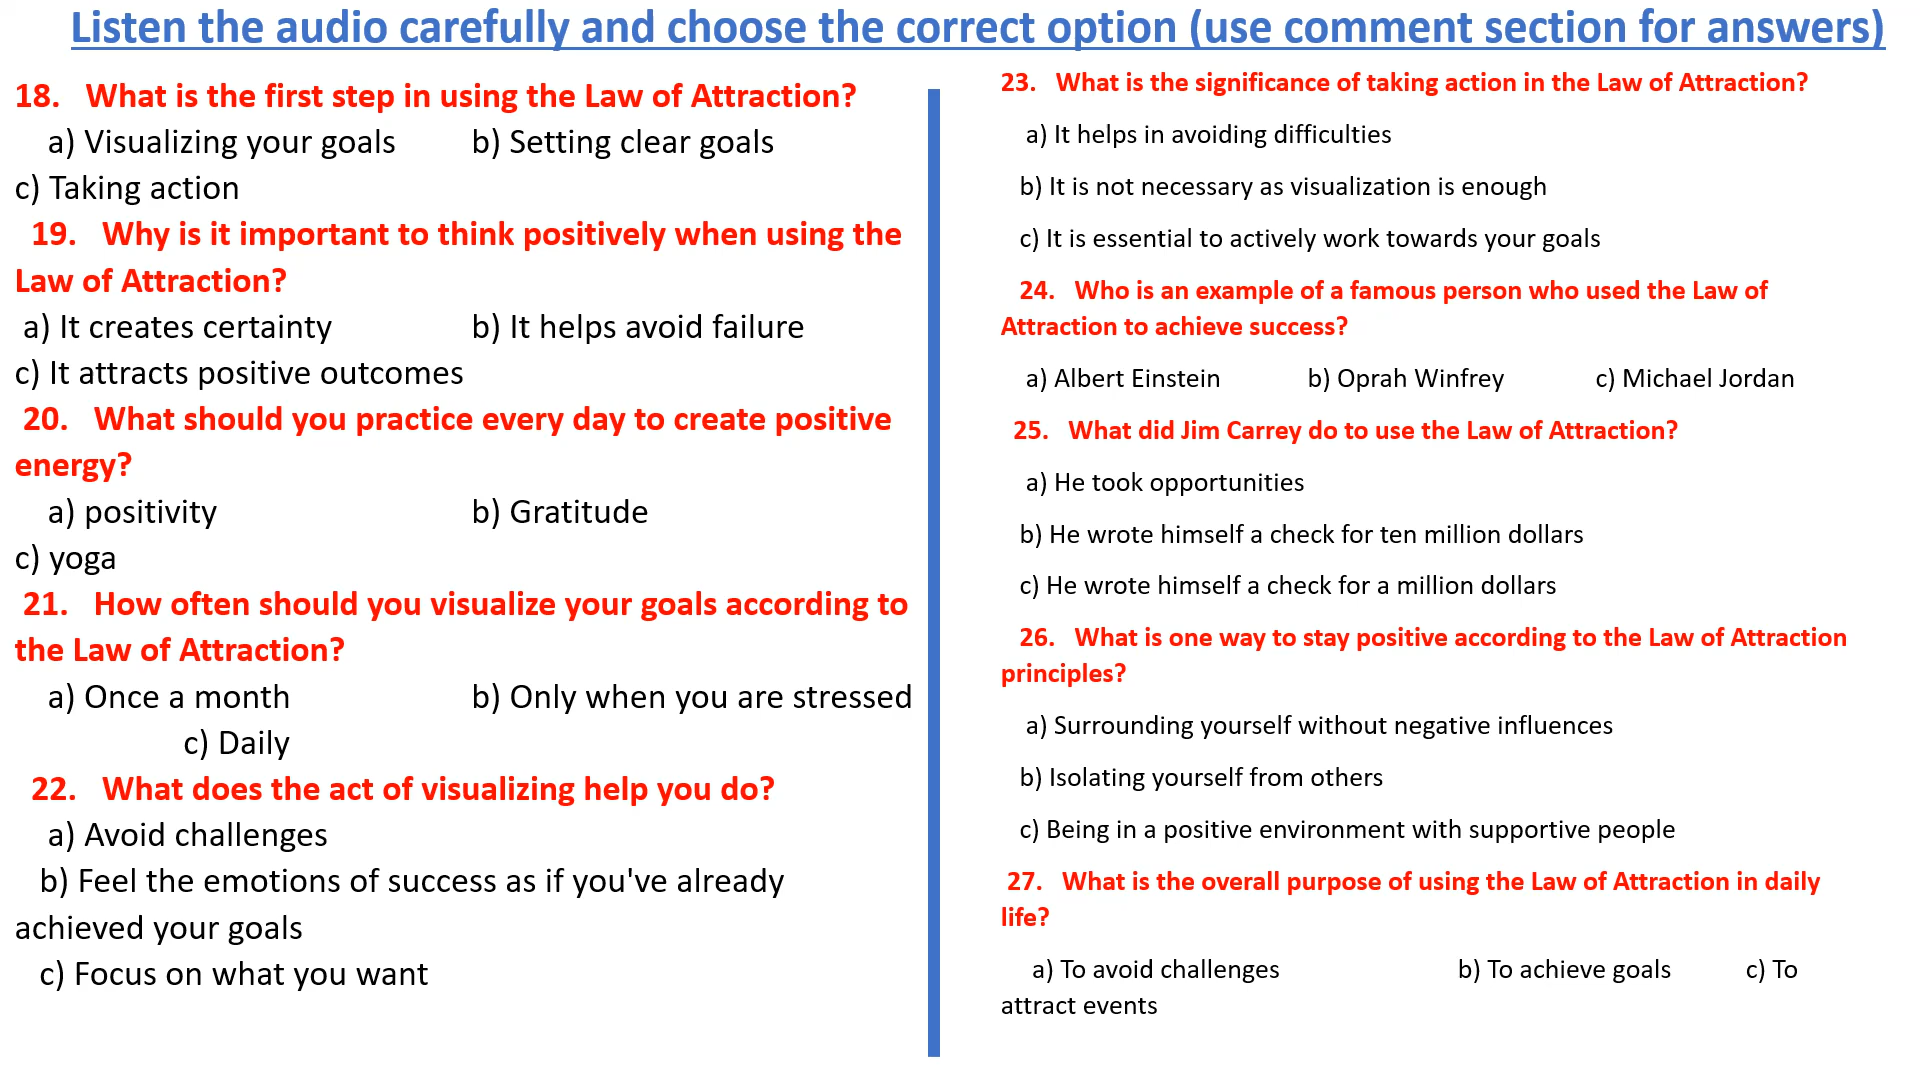 Listen the audio carefully and choose the correct option (use comment section for answers)
18. What is the first step in using the Law of Attraction?
a) Visualizing your goals b) Setting clear goals
c) Taking action
19. Why is it important to think positively when using the
Law of Attraction?
a) It creates certainty b) It helps avoid failure
c) It attracts positive outcomes
20. What should you practice every day to create positive
energy?
a) positivity b) Gratitude
c) yoga
21. How often should you visualize your goals according to
the Law of Attraction?
a) Once a month b) Only when you are stressed
c) Daily
22. What does the act of visualizing help you do?
a) Avoid challenges
b) Feel the emotions of success as if you've already
achieved your goals
c) Focus on what you want
23. What is the significance of taking action in the Law of Attraction?
a) It helps in avoiding difficulties
b) It is not necessary as visualization is enough
c) It is essential to actively work towards your goals
24. Who is an example of a famous person who used the Law of
Attraction to achieve success?
a) Albert Einstein b) Oprah Winfrey c) Michael Jordan
25. What did Jim Carrey do to use the Law of Attraction?
a) He took opportunities
b) He wrote himself a check for ten million dollars
c) He wrote himself a check for a million dollars
26. What is one way to stay positive according to the Law of Attraction
principles?
a) Surrounding yourself without negative influences
b) Isolating yourself from others
c) Being in a positive environment with supportive people
27. What is the overall purpose of using the Law of Attraction in daily
life?
a) To avoid challenges b) To achieve goals c) To
attract events